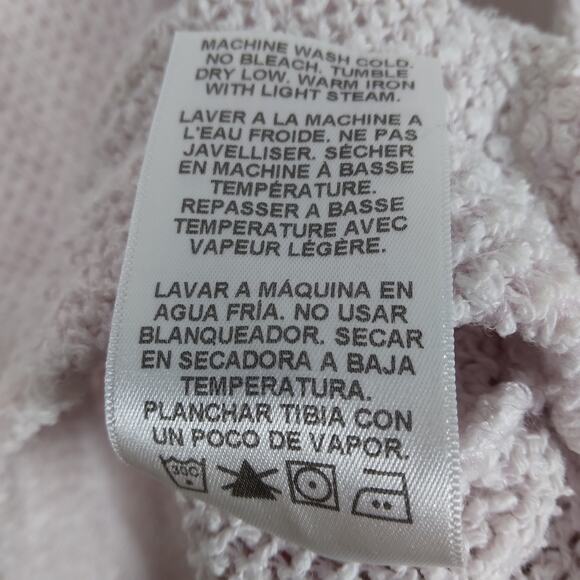 MACHINE WASH COLD.
NO BLEACH, TUMBLE
DRY LOW. WARM IRON
WITH LIGHT STEAM.
LAVER A LA MACHINE A
L'EAU FROIDE. NE PAS
JAVELLISER. SÉCHER
EN MACHINE À BASSE
TEMPÉRATURE.
REPASSER A BASSE
TEMPERATURE AVEC
VAPEUR LÉGÈRE.
LAVAR A MÁQUINA EN
AGUA FRÍA. NO USAR
BLANQUEADOR. SECAR
EN SECADORA A BAJA
TEMPERATURA.
PLANCHAR TIBIA CON
UN POCO DE VAPOR.
30C